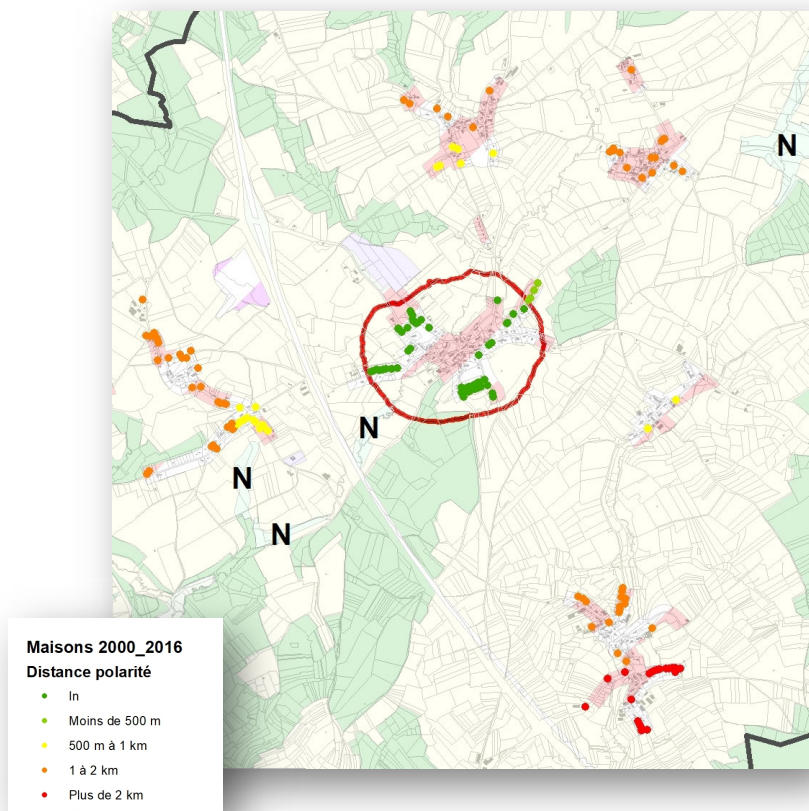 N
N
N
N
Maisons 2000_2016
Distance polarité
In
Moins de 500 m
500 m à 1 km
1 à 2 km
Plus de 2 km